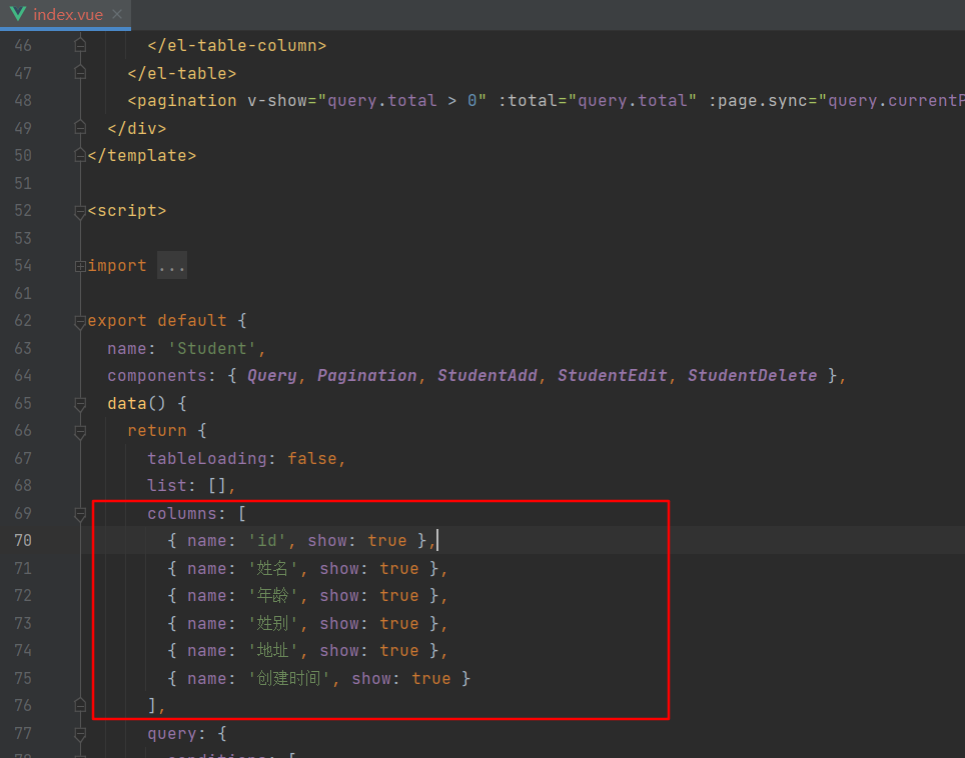 index.vue
46 </el-table-column>
47 </el-table>
48 <pagination v-show="query.total > 0" :total="query.total" :page.sync="query.currentP
49 </div>
50 </template>
51
52 <script>
53
54 import ...
61
62 export default {
63 name: 'Student',
64 components: { Query, Pagination, StudentAdd, StudentEdit, StudentDelete },
65 data() {
66 return {
67 tableLoading: false,
68 list: [],
69 columns: [
70 { name: 'id', show: true },
71 { name: '姓名', show: true },
72 { name: '年龄', show: true },
73 { name: '姓别', show: true },
74 { name: '地址', show: true },
75 { name: '创建时间', show: true }
76 ],
77 query: {
78 conditions: [